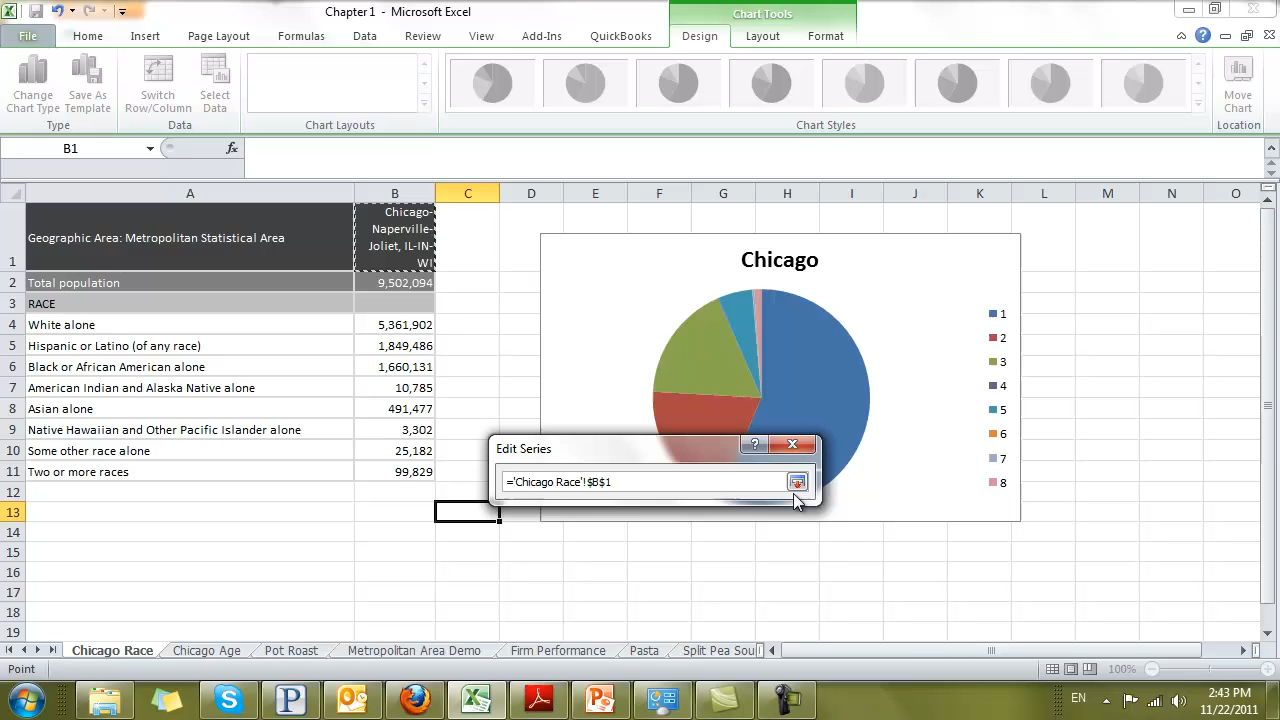 Chapter 1 - Microsoft Excel
Chart Tools
File Home Insert Page Layout Formulas Data Review View Add-Ins QuickBooks Design Layout Format
Change Chart Type
Save As Template
Switch Row/Column
Select Data
Move Chart
Type Data Chart Layouts Chart Styles Location
B1 fx
A B C D E F G H I J K L M N O
1 Geographic Area: Metropolitan Statistical Area Chicago-
Naperville-
Joliet, IL-IN-
WI
2 Total population 9,502,094
3 RACE
4 White alone 5,361,902
5 Hispanic or Latino (of any race) 1,849,486
6 Black or African American alone 1,660,131
7 American Indian and Alaska Native alone 10,785
8 Asian alone 491,477
9 Native Hawaiian and Other Pacific Islander alone 3,302
10 Some other race alone 25,182
11 Two or more races 99,829
12
13
14
15
16
17
18
19
Chicago
1
2
3
4
5
6
7
8
Edit Series
='Chicago Race'!$B$1
Chicago Race Chicago Age Pot Roast Metropolitan Area Demo Firm Performance Pasta Split Pea Sou
Point 100%
EN 2:43 PM
11/22/2011